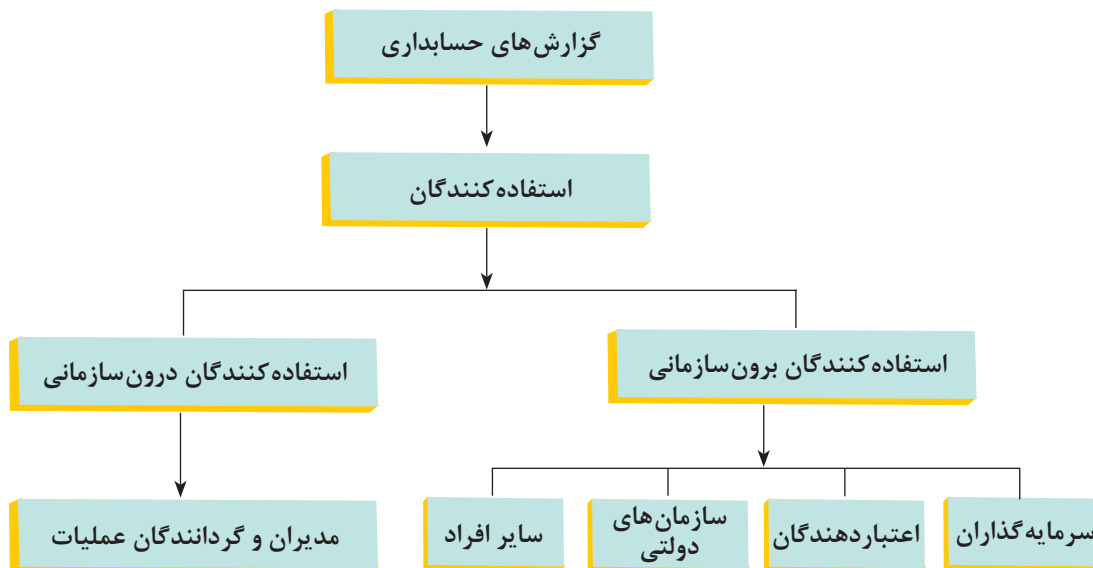 گزارش‌های حسابداری
استفاده‌کنندگان
استفاده‌کنندگان برون‌سازمانی
استفاده‌کنندگان درون‌سازمانی
سرمایه‌گذاران
اعتباردهندگان
سازمان‌های
دولتی
سایر افراد
مدیران و گردانندگان عملیات